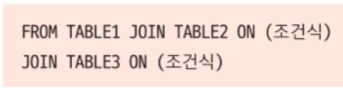 FROM TABLE1 JOIN TABLE2 ON (조건식)
JOIN TABLE3 ON (조건식)